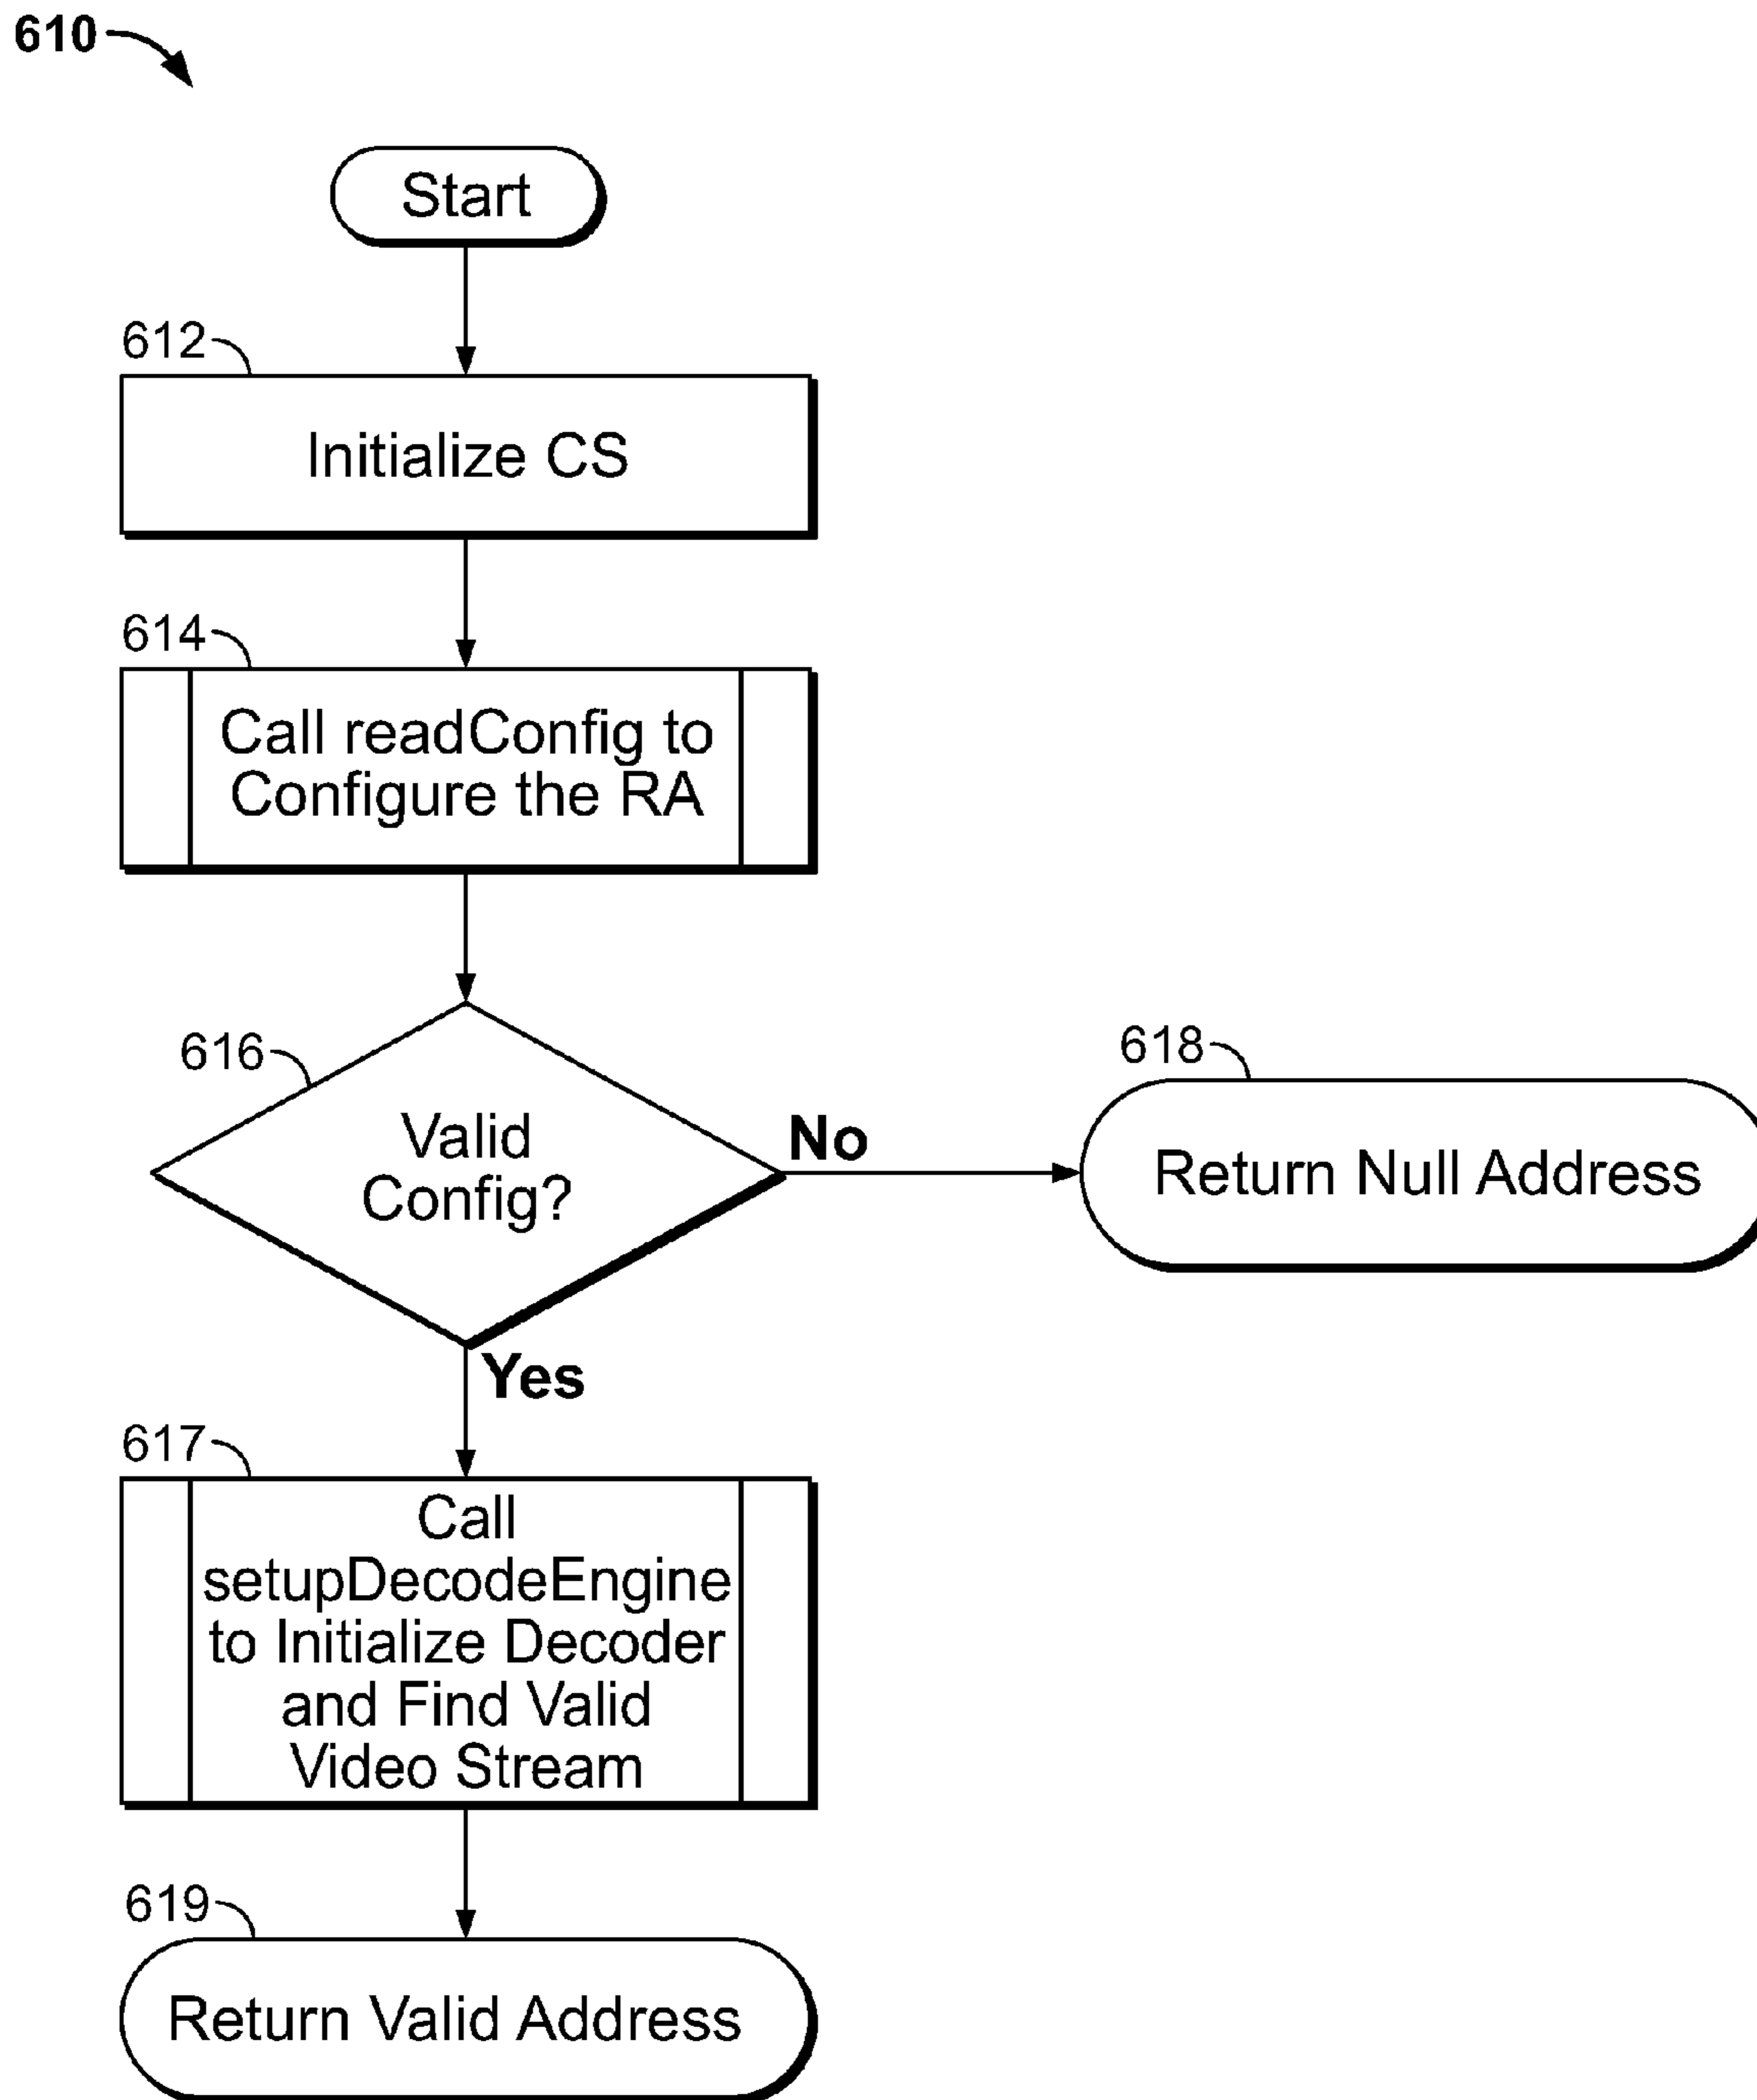 610
Start
612
Initialize CS
614
Call readConfig to
Configure the RA
616
Valid
Config?
No
618
Return Null Address
Yes
617
Call
setupDecodeEngine
to Initialize Decoder
and Find Valid
Video Stream
619
Return Valid Address